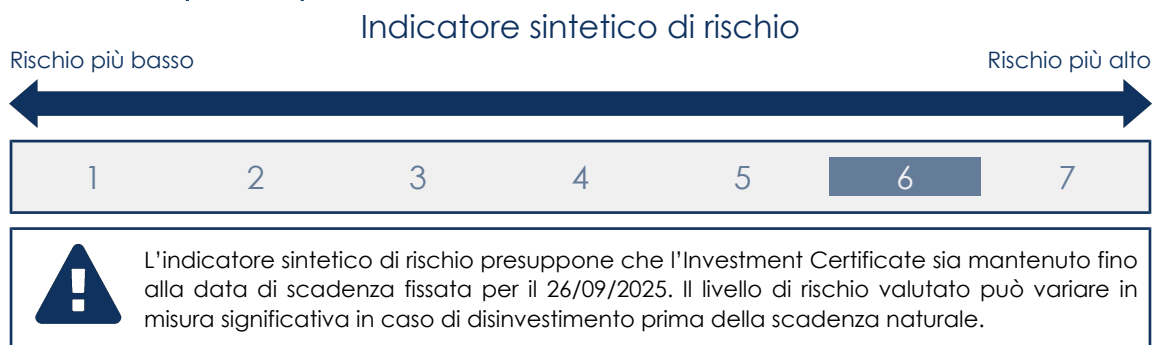 Indicatore sintetico di rischio
Rischio più basso
Rischio più alto
1 2 3 4 5 6 7
L'indicatore sintetico di rischio presuppone che l'Investment Certificate sia mantenuto fino
alla data di scadenza fissata per il 26/09/2025. Il livello di rischio valutato può variare in
misura significativa in caso di disinvestimento prima della scadenza naturale.